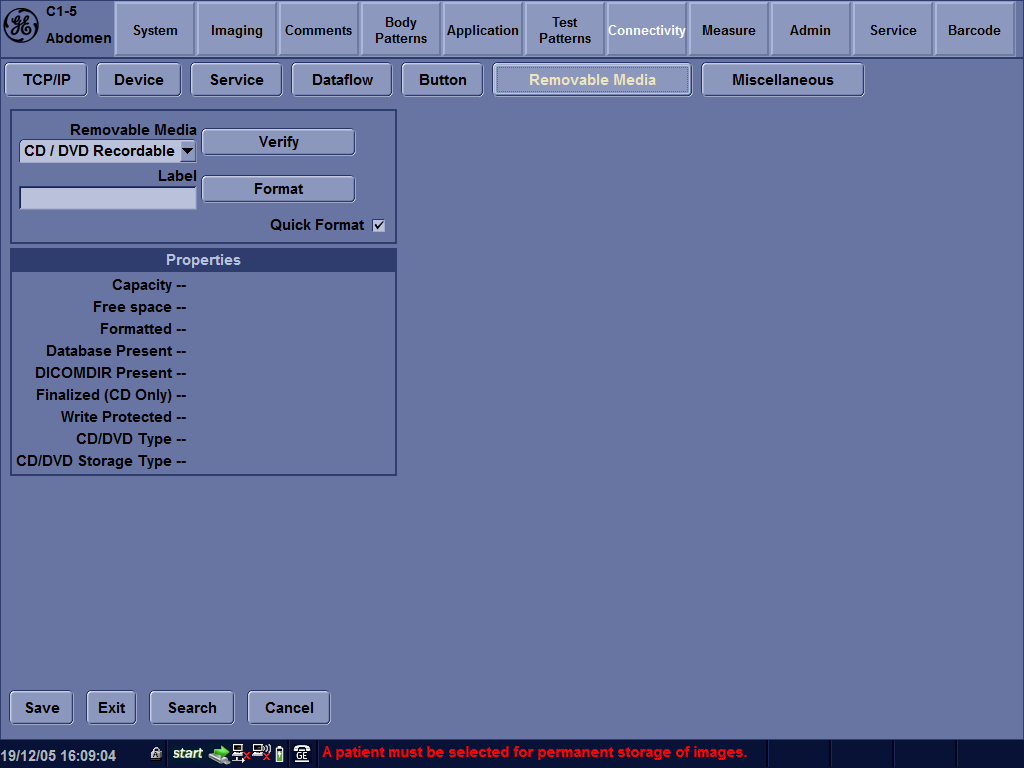 C1-5
Abdomen
System
Imaging
Comments
Body
Patterns
Application
Test
Patterns
Connectivity
Measure
Admin
Service
Barcode
TCP/IP
Device
Service
Dataflow
Button
Removable Media
Miscellaneous
Removable Media
CD / DVD Recordable
Verify
Label
Format
Quick Format
Properties
Capacity --
Free space --
Formatted --
Database Present --
DICOMDIR Present --
Finalized (CD Only) --
Write Protected --
CD/DVD Type --
CD/DVD Storage Type --
Save
Exit
Search
Cancel
19/12/05 16:09:04
start
GE
A patient must be selected for permanent storage of images.